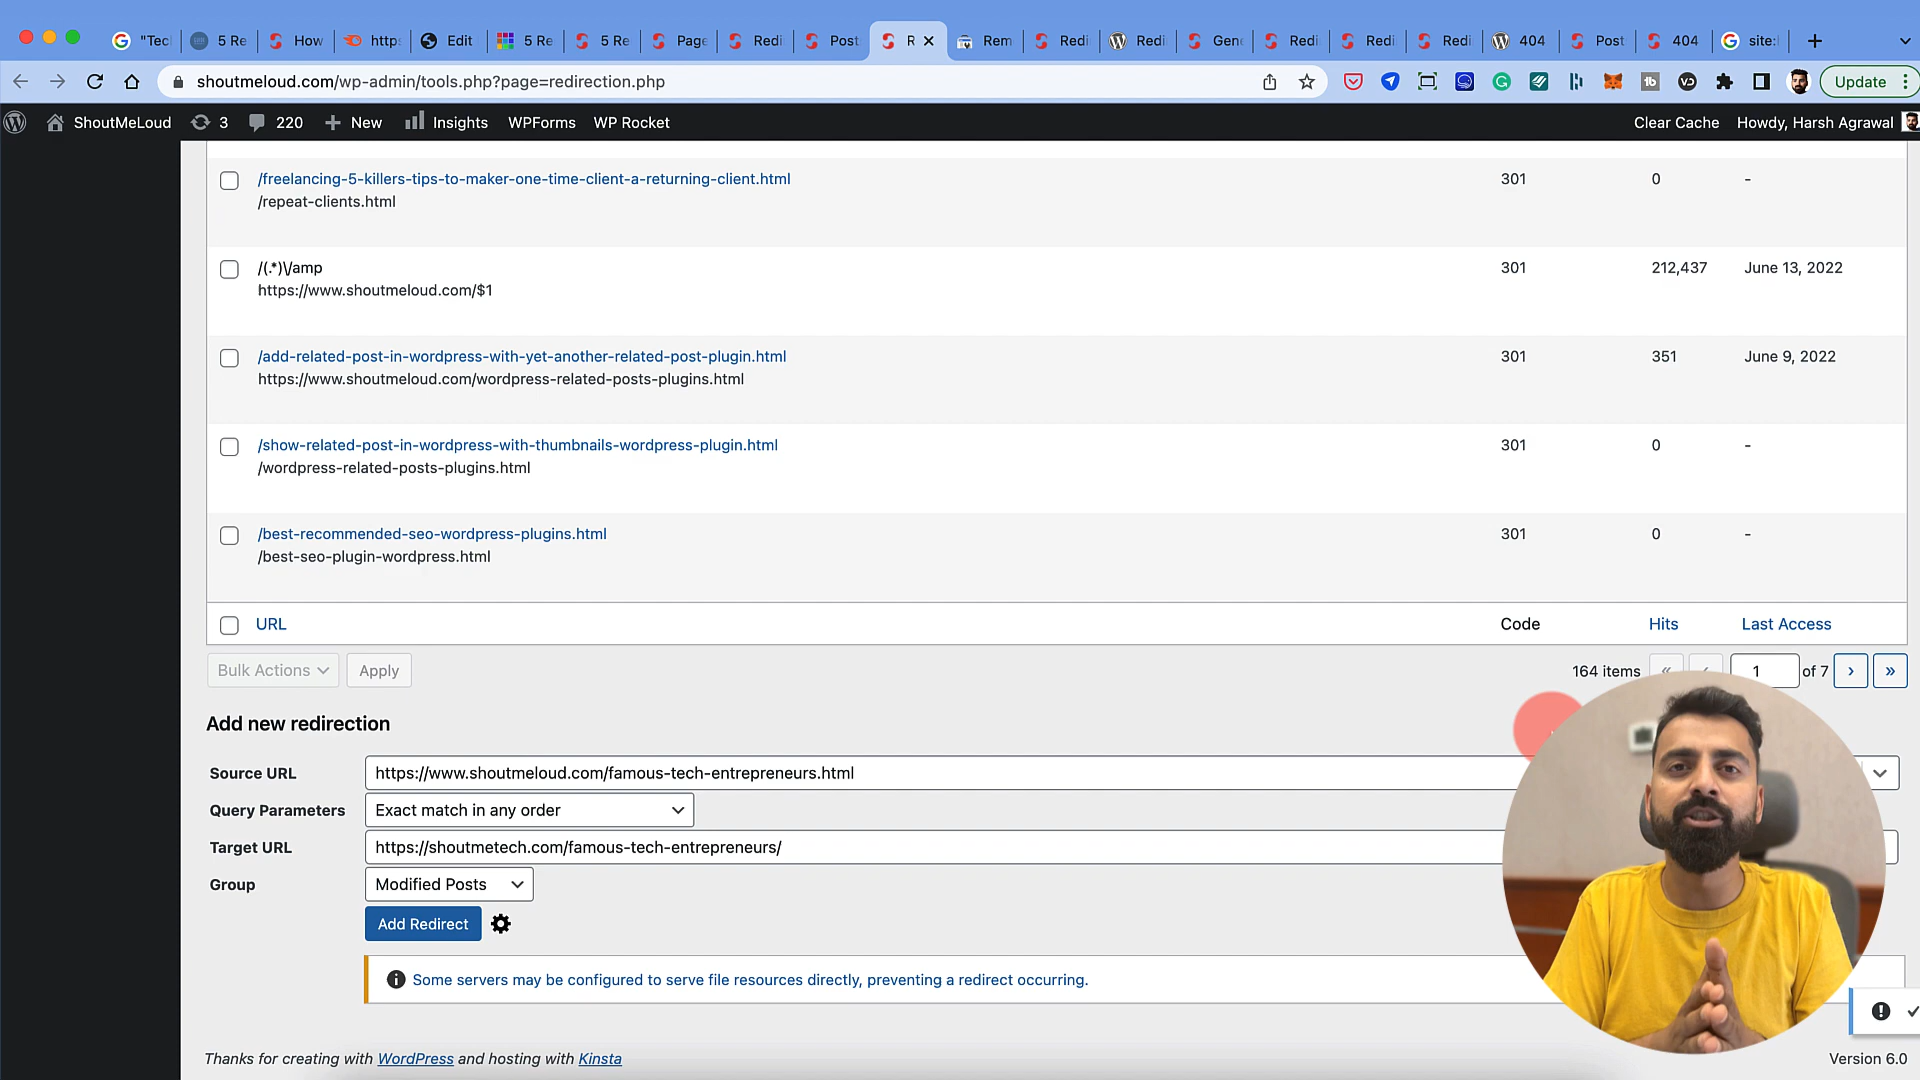 "Tec
5 Re
How
https
Edit
5 Re
5 Re
Page
Redi
Post
R
Rem
Redi
Redi
Gen
Redi
Redi
Redi
404
Post
404
site:
shoutmeloud.com/wp-admin/tools.php?page=redirection.php
Update
ShoutMeLoud 3 220 New Insights WPForms WP Rocket Clear Cache Howdy, Harsh Agrawal
/freelancing-5-killers-tips-to-maker-one-time-client-a-returning-client.html 301 0 -
/repeat-clients.html
/(.*)\/amp 301 212,437 June 13, 2022
https://www.shoutmeloud.com/$1
/add-related-post-in-wordpress-with-yet-another-related-post-plugin.html 301 351 June 9, 2022
https://www.shoutmeloud.com/wordpress-related-posts-plugins.html
/show-related-post-in-wordpress-with-thumbnails-wordpress-plugin.html 301 0 -
/wordpress-related-posts-plugins.html
/best-recommended-seo-wordpress-plugins.html 301 0 -
/best-seo-plugin-wordpress.html
URL Code Hits Last Access
Bulk Actions Apply 164 items « ‹ 1 of 7 › »
Add new redirection
Source URL https://www.shoutmeloud.com/famous-tech-entrepreneurs.html
Query Parameters Exact match in any order
Target URL https://shoutmetech.com/famous-tech-entrepreneurs/
Group Modified Posts
Add Redirect
Some servers may be configured to serve file resources directly, preventing a redirect occurring.
Thanks for creating with WordPress and hosting with Kinsta Version 6.0